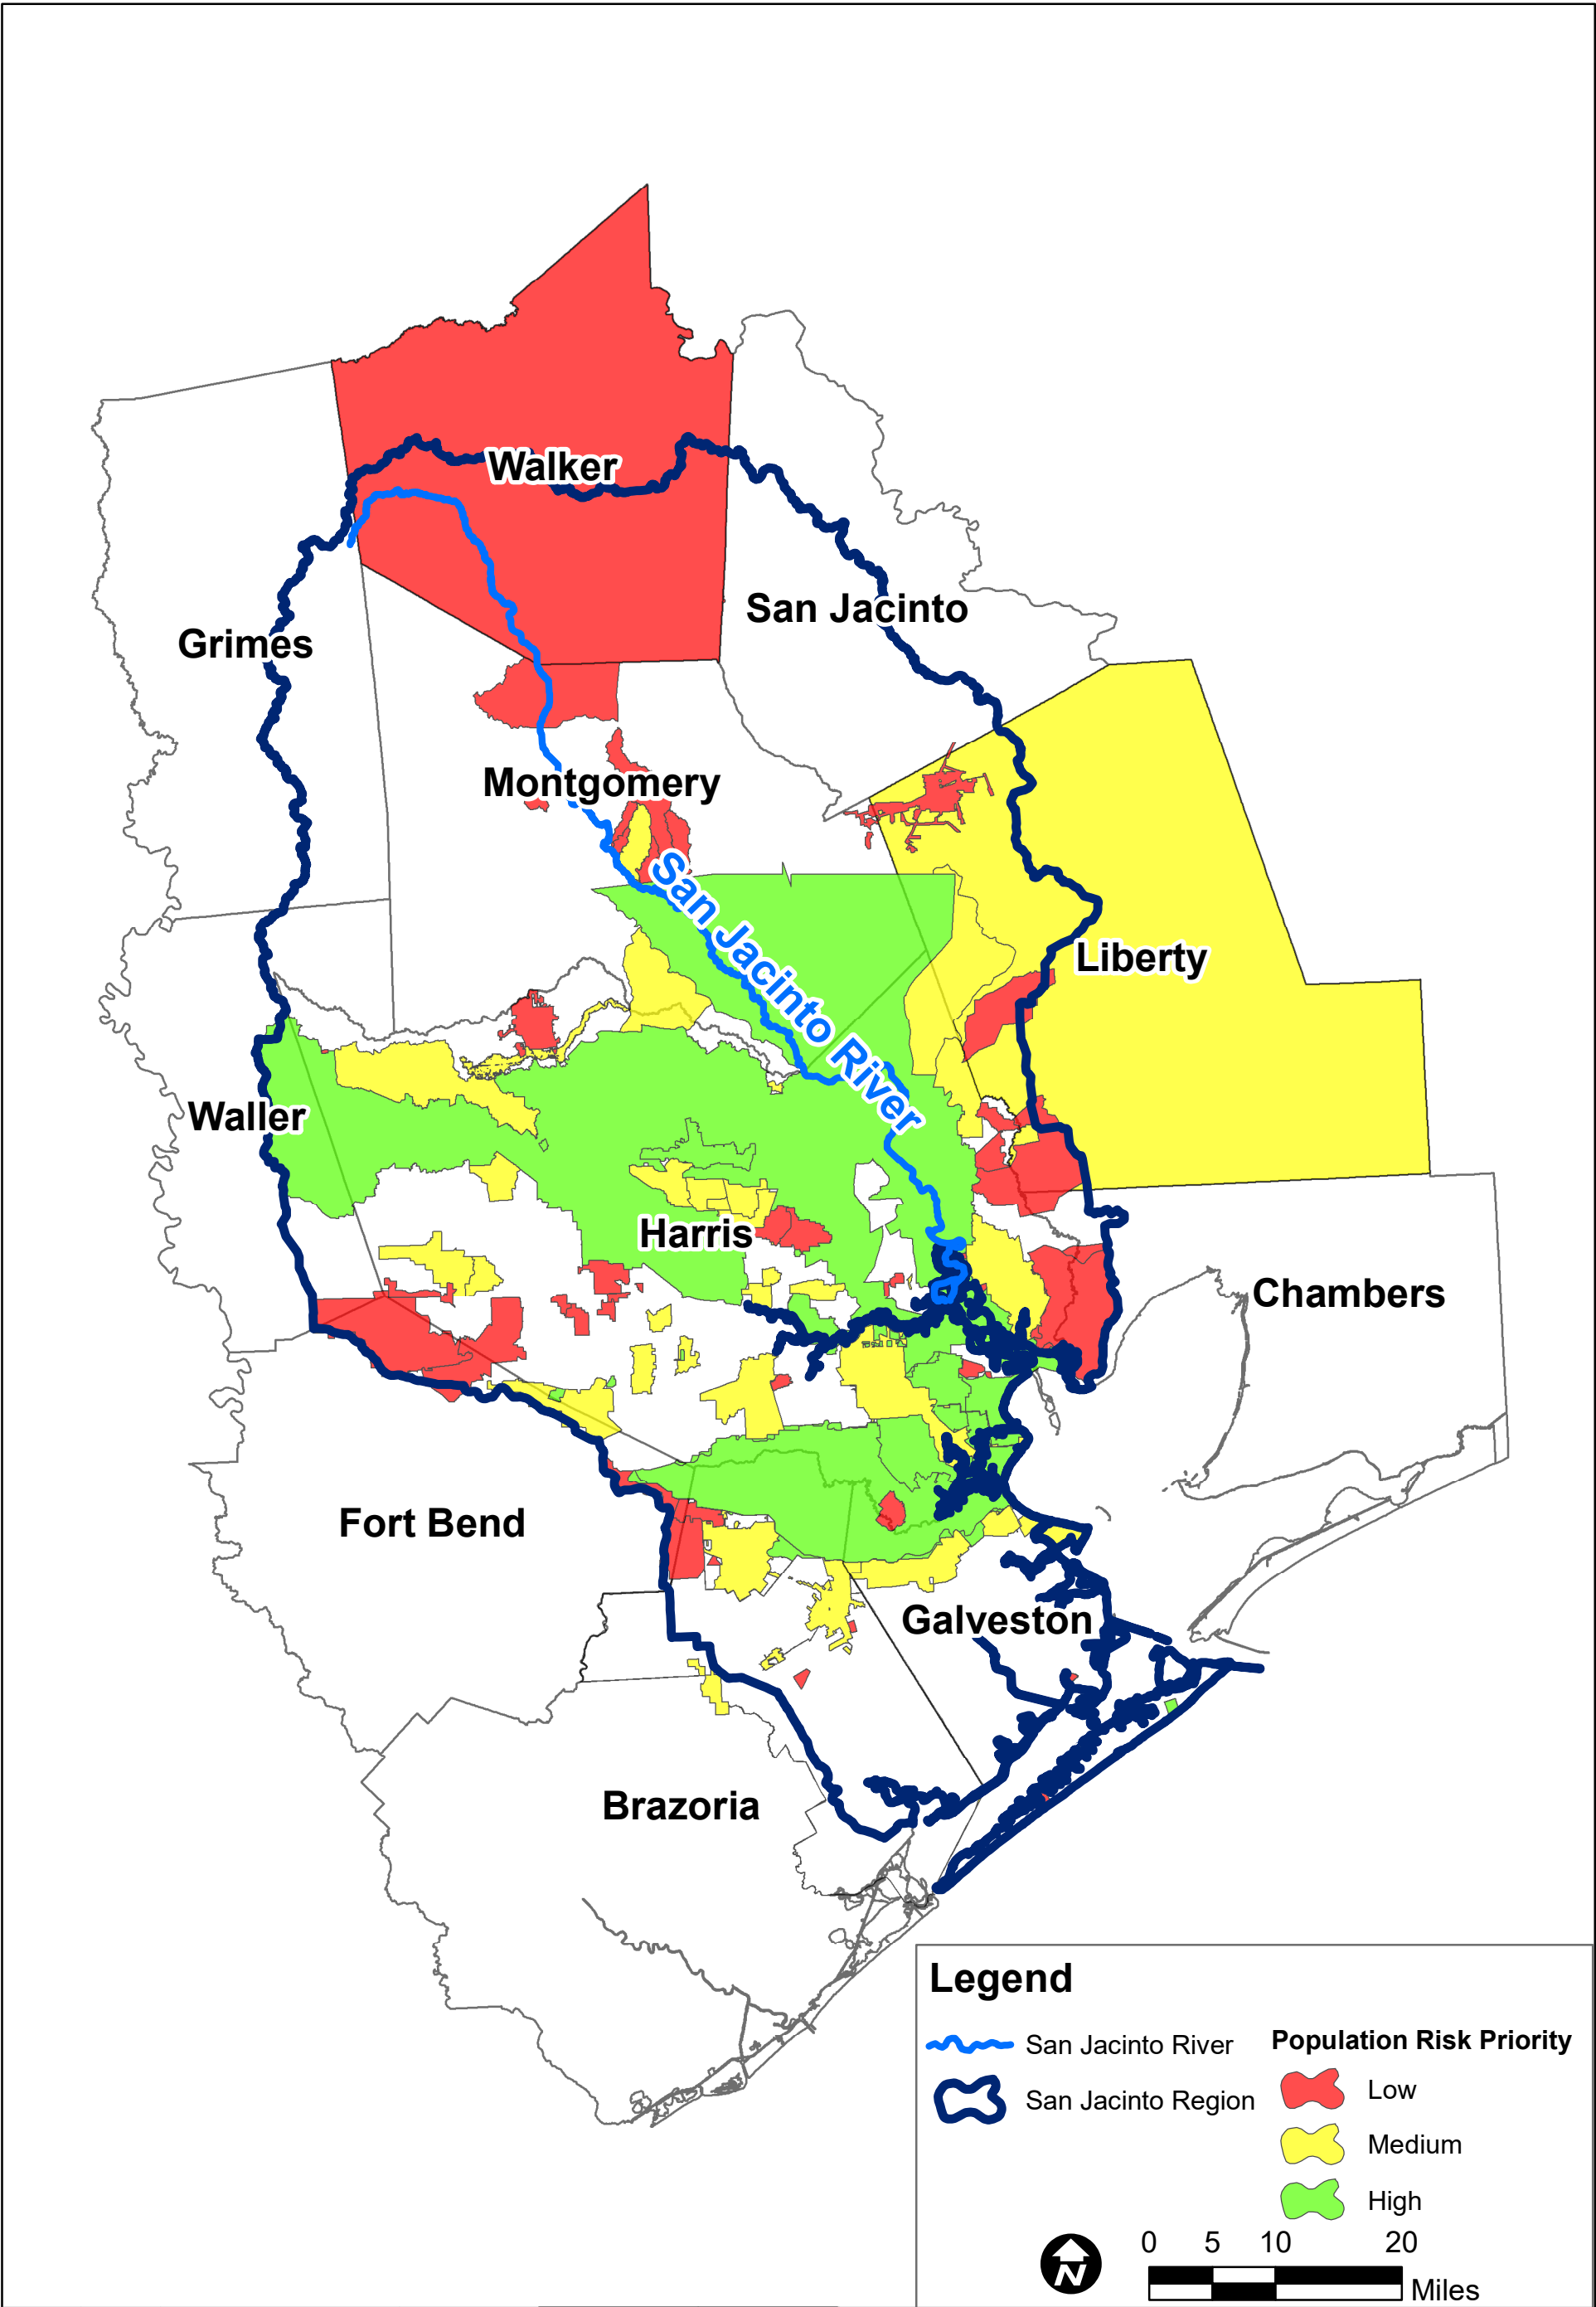 Walker
San Jacinto
Grimes
Montgomery
San Jacinto River
Liberty
Waller
Harris
Chambers
Fort Bend
Galveston
Brazoria
Legend
San Jacinto River
San Jacinto Region
Population Risk Priority
Low
Medium
High
N
0 5 10 20
Miles